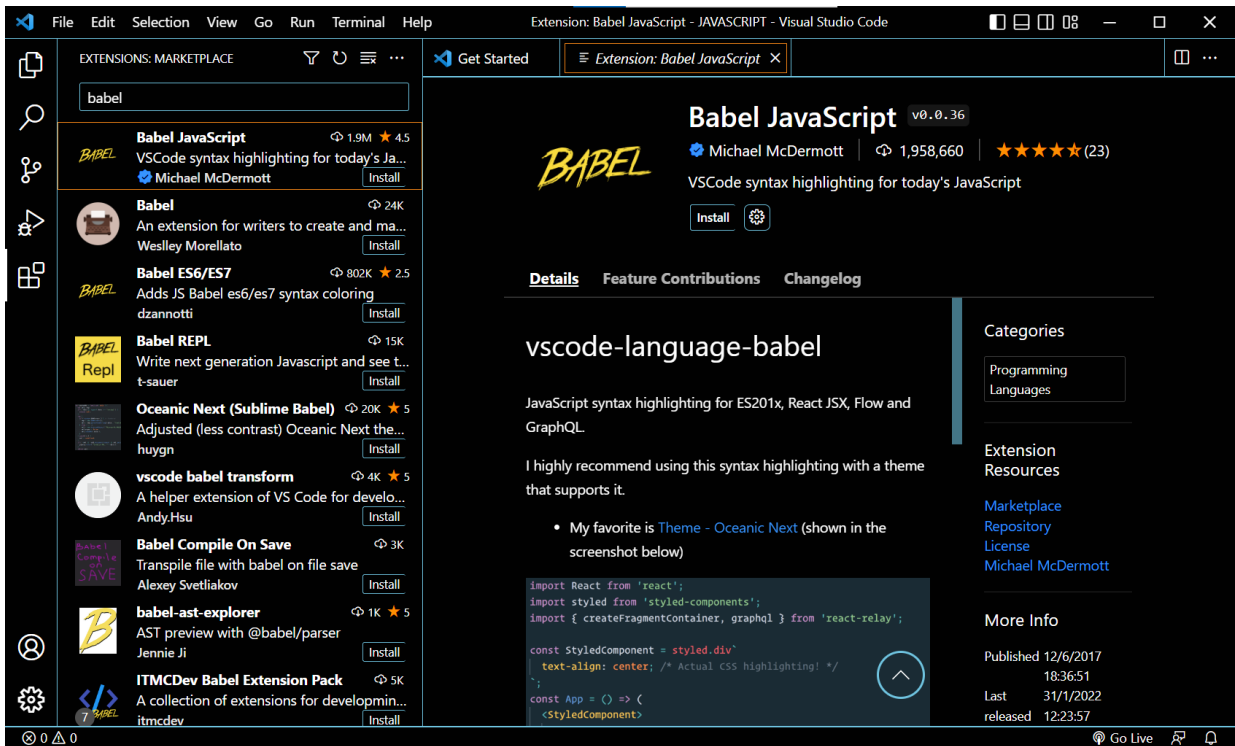 File Edit Selection View Go Run Terminal Help
Extension: Babel JavaScript - JAVASCRIPT - Visual Studio Code
EXTENSIONS: MARKETPLACE
babel
Babel JavaScript 1.9M ★ 4.5
VSCode syntax highlighting for today's Ja...
Michael McDermott Install
Babel 24K
An extension for writers to create and ma...
Weslley Morellato Install
Babel ES6/ES7 802K ★ 2.5
Adds JS Babel es6/es7 syntax coloring
dzannotti Install
Babel REPL 15K
Write next generation Javascript and see t...
t-sauer Install
Oceanic Next (Sublime Babel) 20K ★ 5
Adjusted (less contrast) Oceanic Next the...
huygn Install
vscode babel transform 4K ★ 5
A helper extension of VS Code for develo...
Andy.Hsu Install
Babel Compile On Save 3K
Transpile file with babel on file save
Alexey Svetliakov Install
babel-ast-explorer 1K ★ 5
AST preview with @babel/parser
Jennie Ji Install
ITMCDev Babel Extension Pack 5K
A collection of extensions for developmin...
itmcdev Install
BABEL
BABEL
BABEL
Repl
Babel
Compile
on
SAVE
7
BABEL
Get Started
Extension: Babel JavaScript
BABEL
Babel JavaScript v0.0.36
Michael McDermott 1,958,660 ★★★★★(23)
VSCode syntax highlighting for today's JavaScript
Install
Details Feature Contributions Changelog
vscode-language-babel
JavaScript syntax highlighting for ES201x, React JSX, Flow and
GraphQL.
I highly recommend using this syntax highlighting with a theme
that supports it.
• My favorite is Theme - Oceanic Next (shown in the
screenshot below)
import React from 'react';
import styled from 'styled-components';
import { createFragmentContainer, graphql } from 'react-relay';
const StyledComponent = styled.div`
text-align: center; /* Actual CSS highlighting! */
`;
const App = () => (
<StyledComponent>
Categories
Programming
Languages
Extension
Resources
Marketplace
Repository
License
Michael McDermott
More Info
Published 12/6/2017
18:36:51
Last 31/1/2022
released 12:23:57
0 0
Go Live